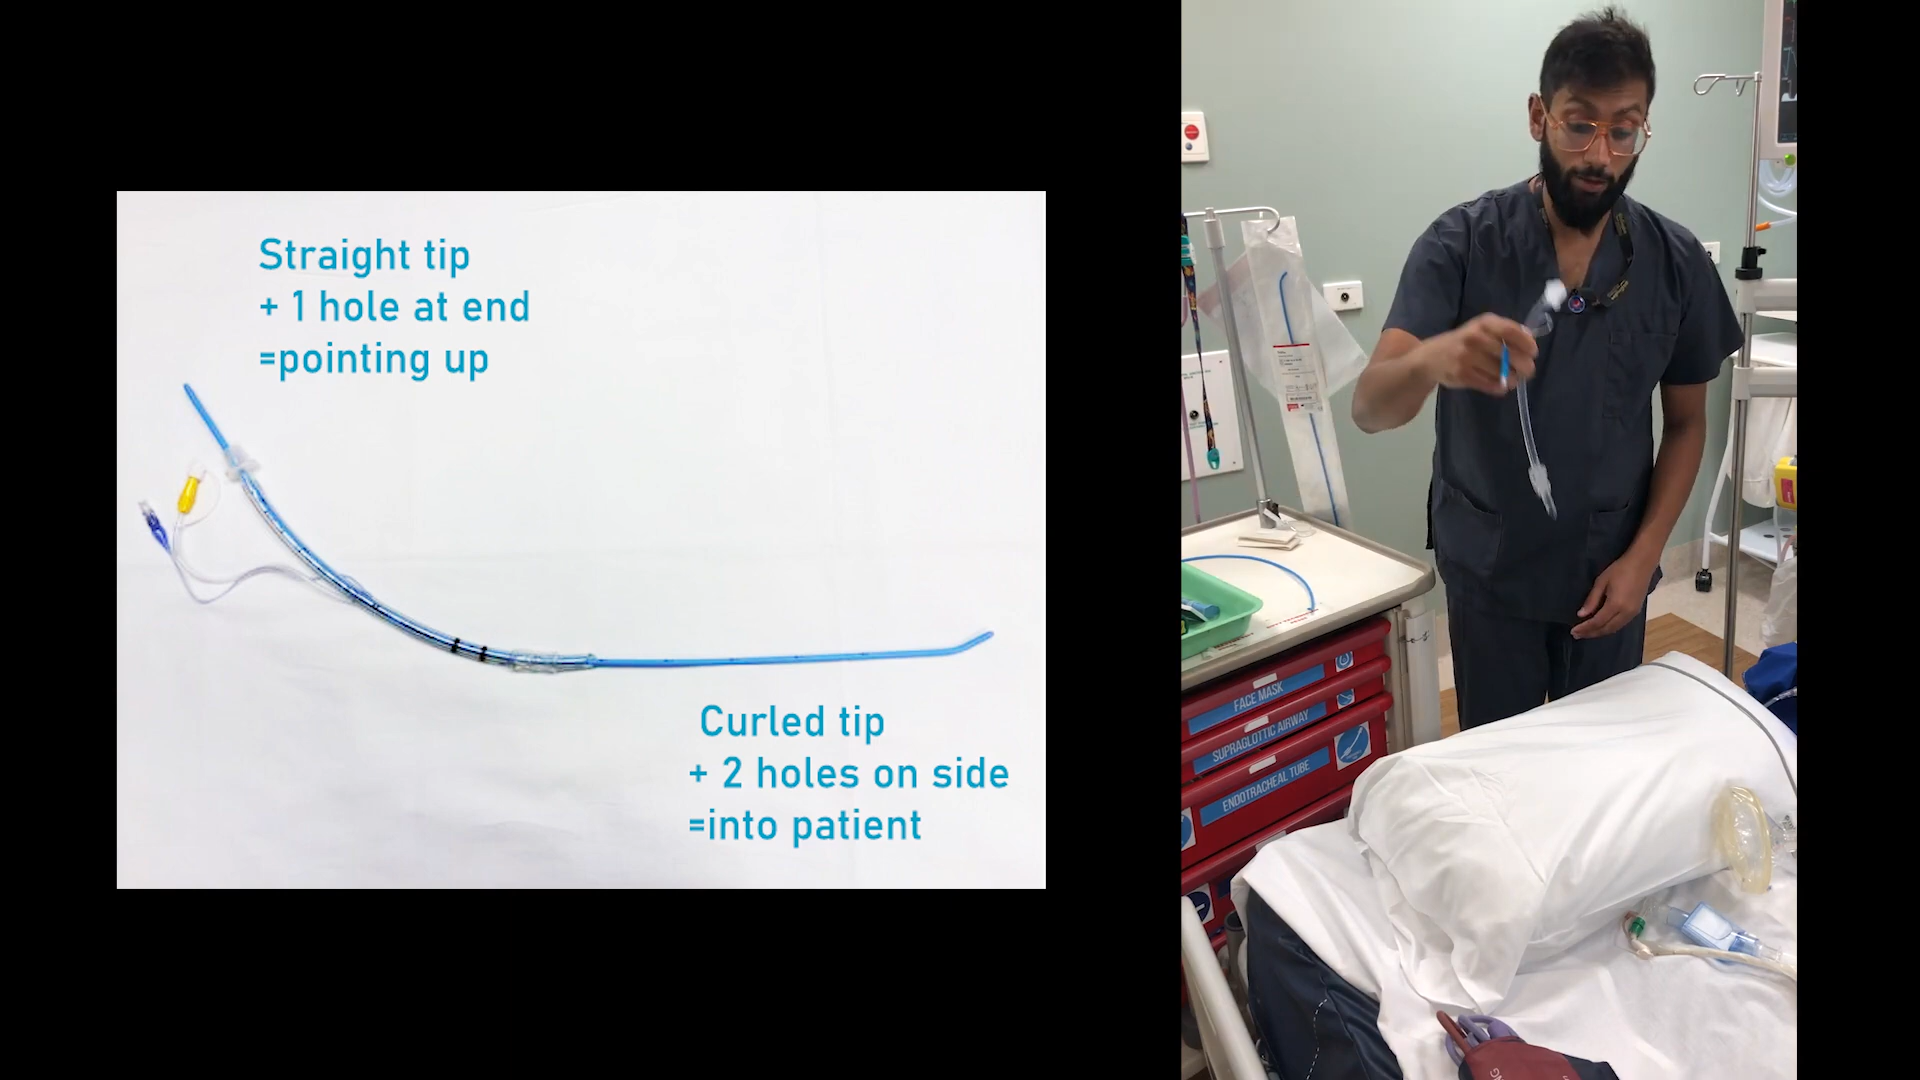 Straight tip
+ 1 hole at end
=pointing up
Curled tip
+ 2 holes on side
=into patient
FACE MASK
SUPRAGLOTTIC AIRWAY
ENDOTRACHEAL TUBE